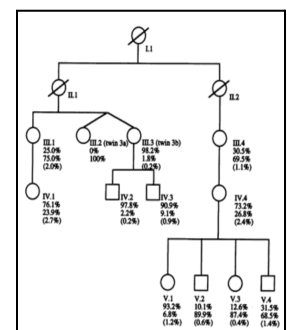 I.1
II.1
II.2
III.1
25.0%
75.0%
(2.0%)
III.2 (twin 3a)
0%
100%
III.3 (twin 3b)
98.2%
1.8%
(0.2%)
III.4
30.5%
69.5%
(1.1%)
IV.1
76.1%
23.9%
(2.7%)
IV.2
97.8%
2.2%
(0.2%)
IV.3
90.9%
9.1%
(0.9%)
IV.4
73.2%
26.8%
(2.4%)
V.1
93.2%
6.8%
(1.2%)
V.2
10.1%
89.9%
(0.6%)
V.3
12.6%
87.4%
(0.4%)
V.4
31.5%
68.5%
(1.4%)